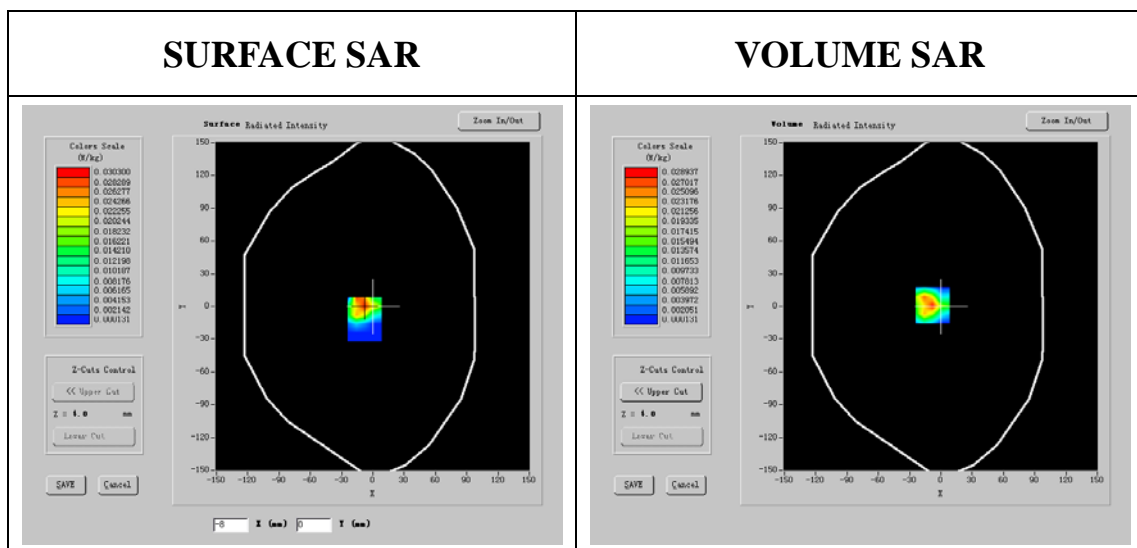 SURFACE SAR
VOLUME SAR
Surface Radiated Intensity
Zoom In/Out
Colors Scale
(W/kg)
0.030300
0.028289
0.026277
0.024266
0.022255
0.020244
0.018232
0.016221
0.014210
0.012198
0.010187
0.008176
0.006165
0.004153
0.002142
0.000131
150
120
90
60
30
0
-30
-60
-90
-120
-150
Y
-150 -120 -90 -60 -30 0 30 60 90 120 150
X
Z-Cuts Control
<< Upper Cut
Z = 4.0 mm
Lower Cut
SAVE Cancel
-8 X (mm) 0 Y (mm)
Volume Radiated Intensity
Zoom In/Out
Colors Scale
(W/kg)
0.028937
0.027017
0.025096
0.023176
0.021256
0.019335
0.017415
0.015494
0.013574
0.011653
0.009733
0.007813
0.005892
0.003972
0.002051
0.000131
150
120
90
60
30
0
-30
-60
-90
-120
-150
Y
-150 -120 -90 -60 -30 0 30 60 90 120 150
X
Z-Cuts Control
<< Upper Cut
Z = 4.0 mm
Lower Cut
SAVE Cancel